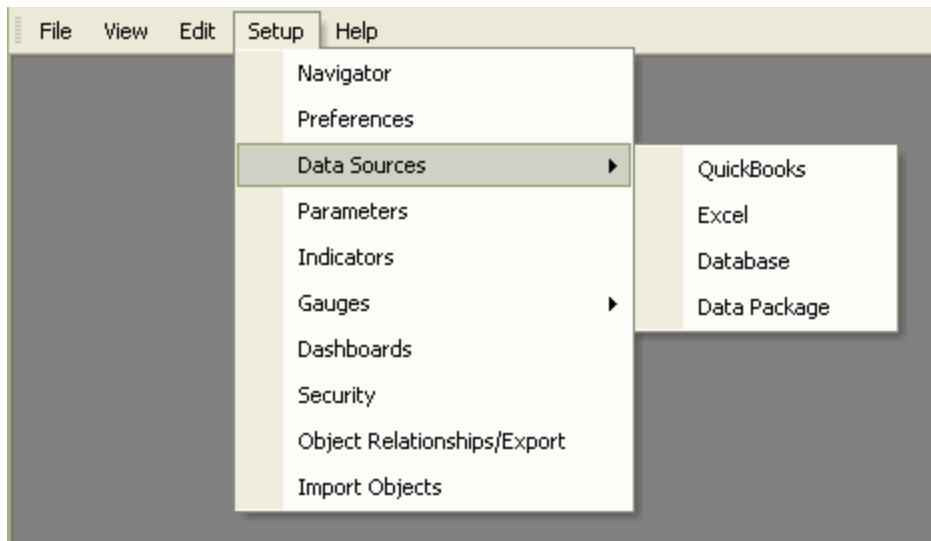 File View Edit Setup Help
Navigator
Preferences
Data Sources
Parameters
Indicators
Gauges
Dashboards
Security
Object Relationships/Export
Import Objects
QuickBooks
Excel
Database
Data Package